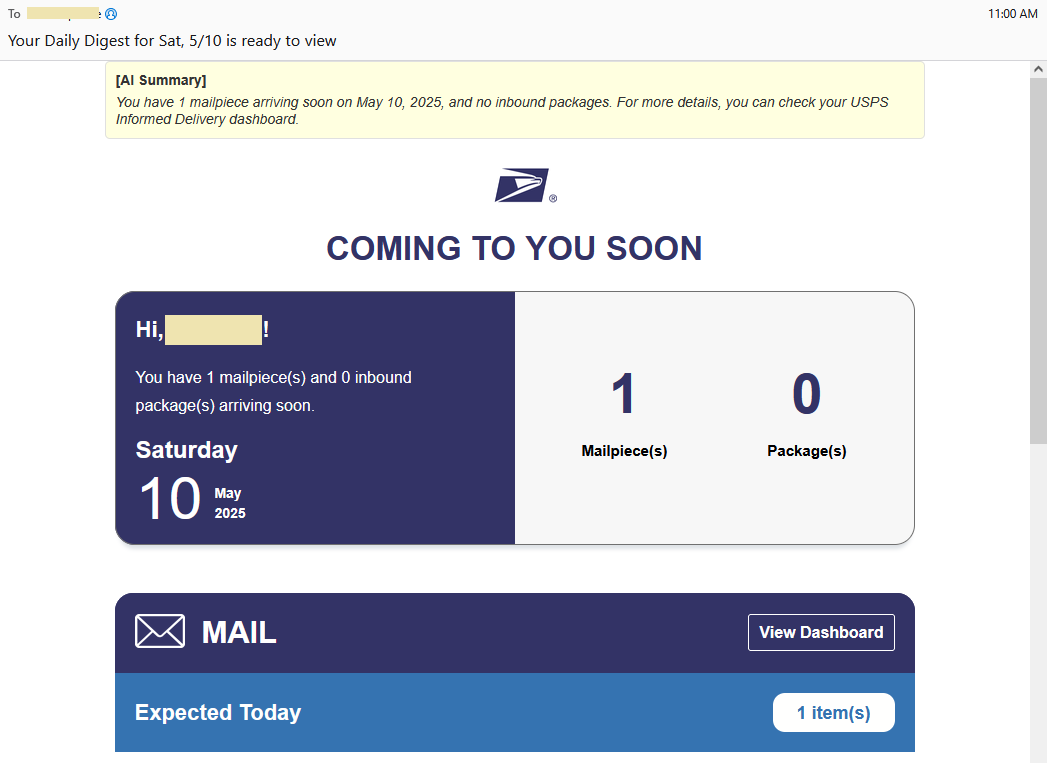 To
11:00 AM
Your Daily Digest for Sat, 5/10 is ready to view
[AI Summary]
You have 1 mailpiece arriving soon on May 10, 2025, and no inbound packages. For more details, you can check your USPS
Informed Delivery dashboard.
®
COMING TO YOU SOON
Hi, !
You have 1 mailpiece(s) and 0 inbound
package(s) arriving soon.
Saturday
10 May
2025
1 0
Mailpiece(s) Package(s)
MAIL
View Dashboard
Expected Today
1 item(s)